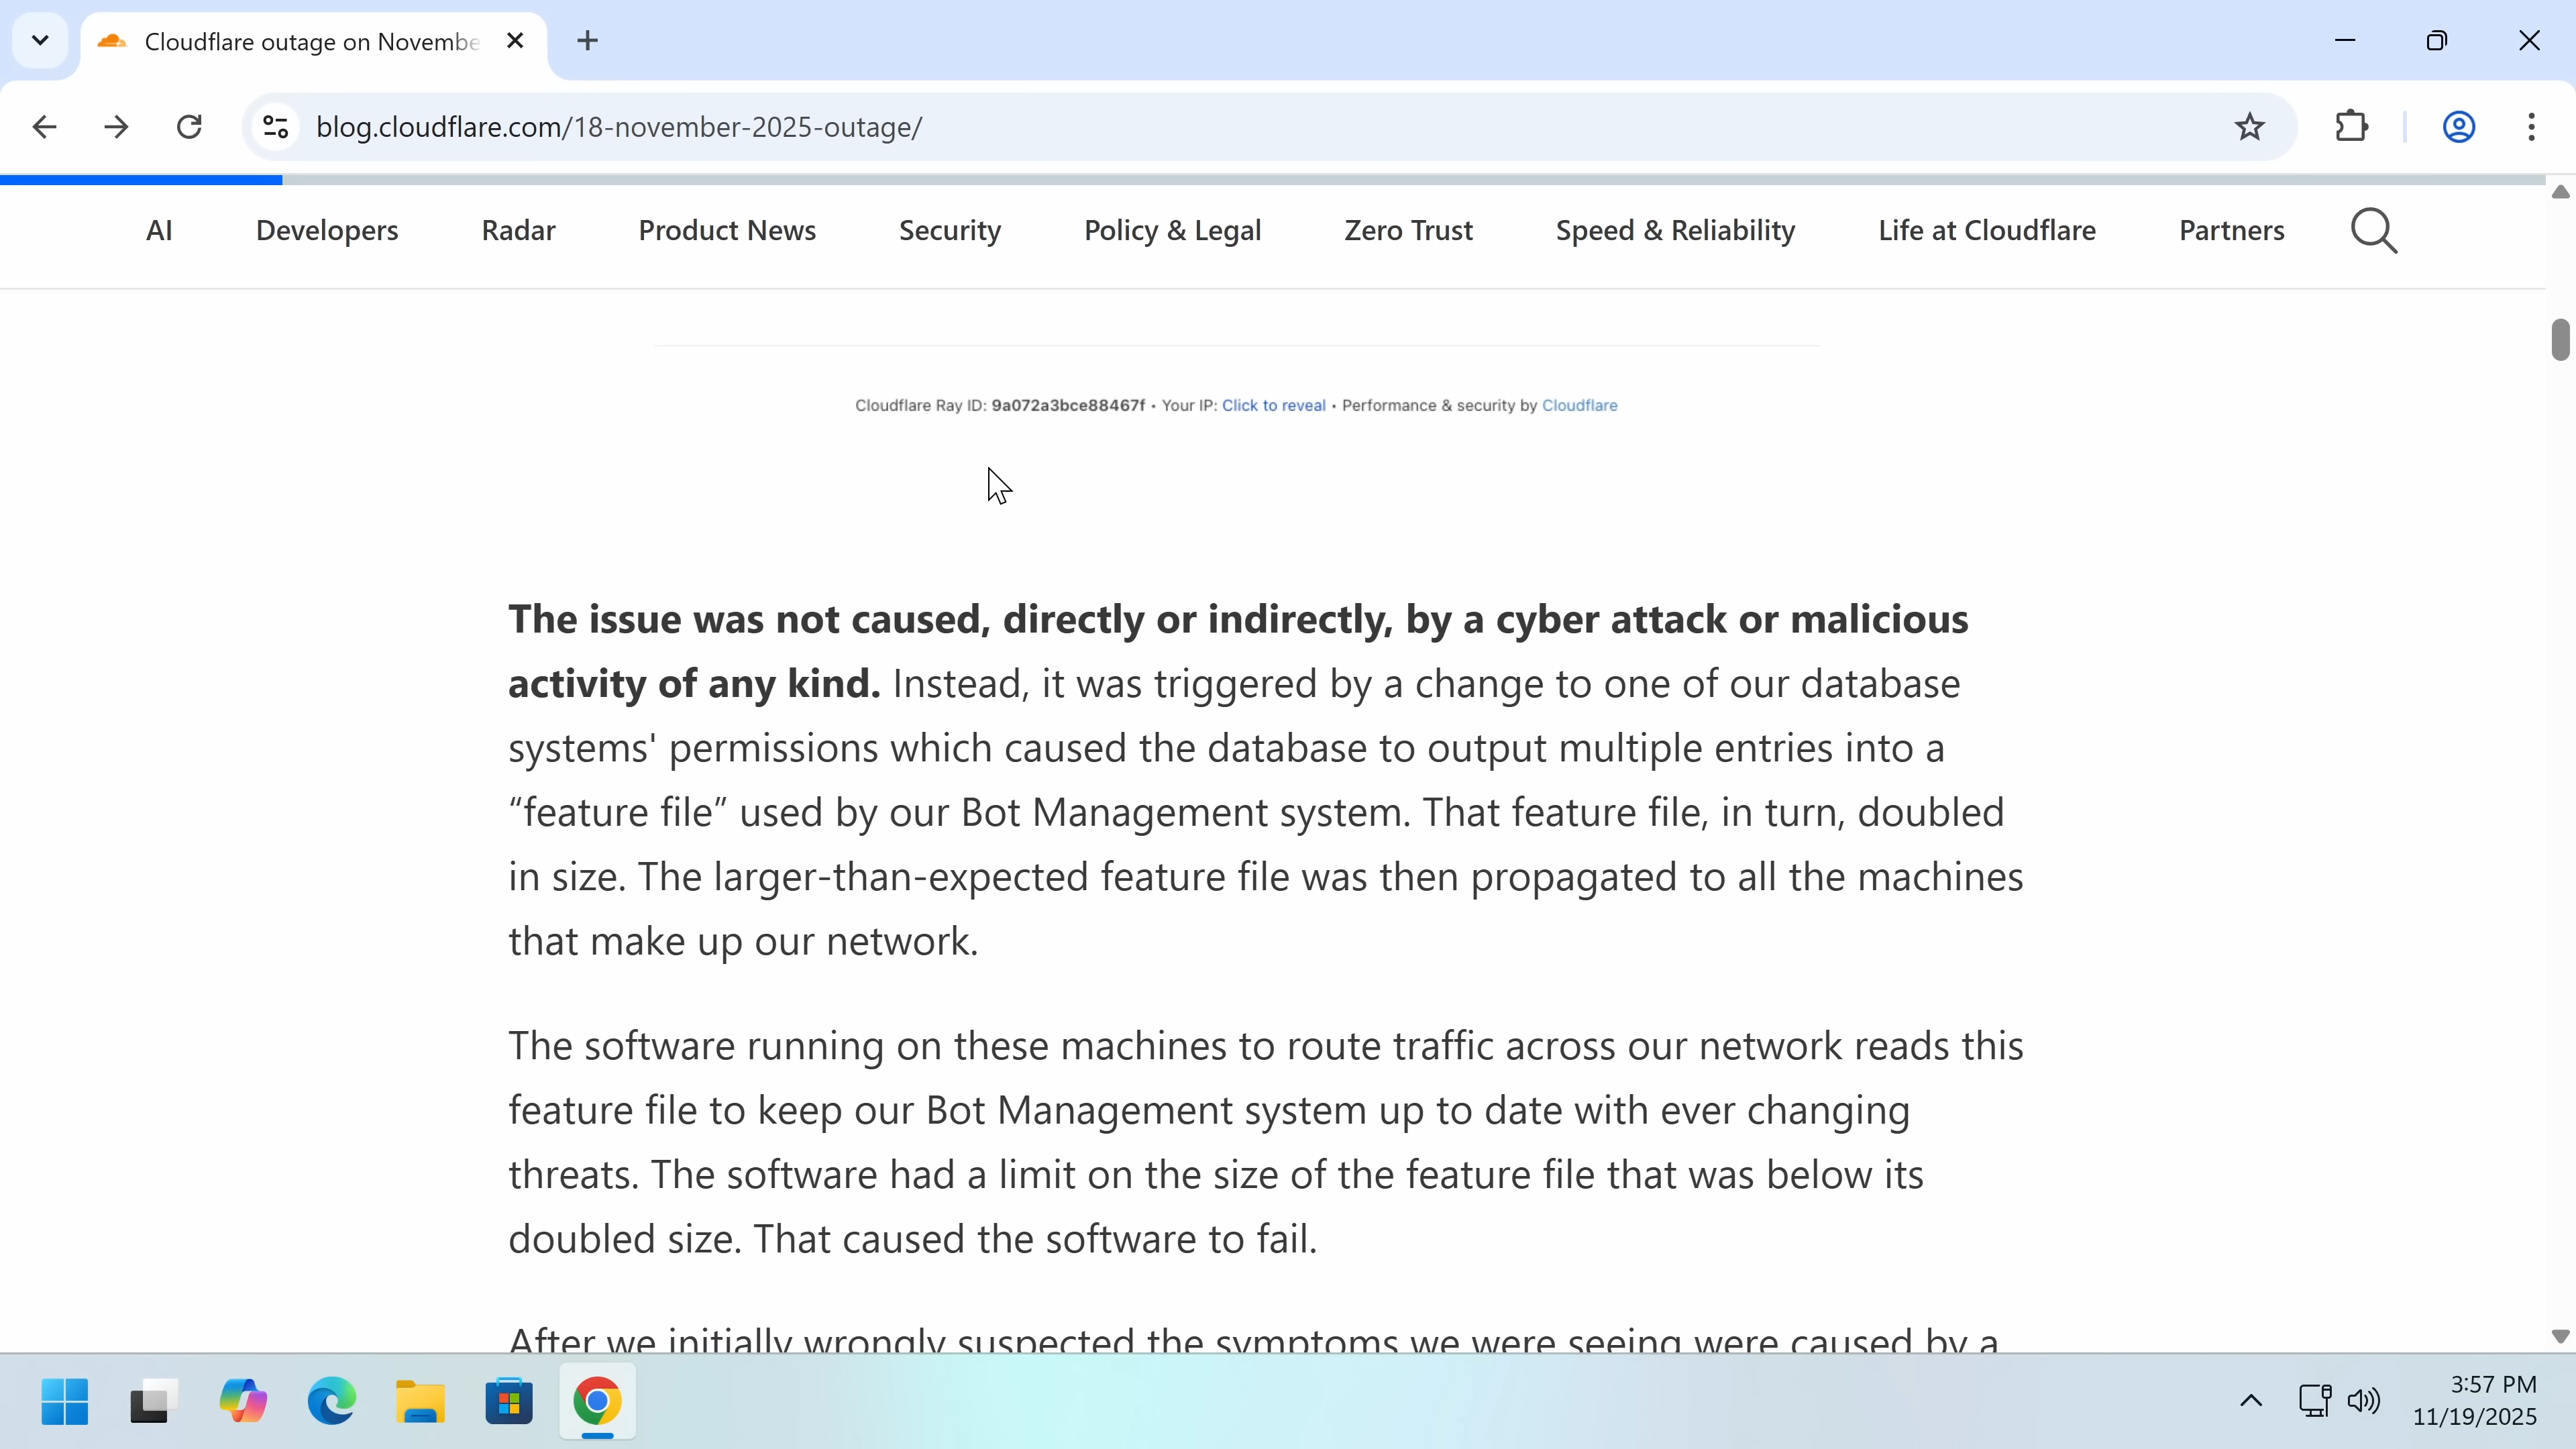 Cloudflare outage on Novembe
blog.cloudflare.com/18-november-2025-outage/
AI Developers Radar Product News Security Policy & Legal Zero Trust Speed & Reliability Life at Cloudflare Partners
Cloudflare Ray ID: 9a072a3bce88467f • Your IP: Click to reveal • Performance & security by Cloudflare
The issue was not caused, directly or indirectly, by a cyber attack or malicious
activity of any kind. Instead, it was triggered by a change to one of our database
systems' permissions which caused the database to output multiple entries into a
“feature file” used by our Bot Management system. That feature file, in turn, doubled
in size. The larger-than-expected feature file was then propagated to all the machines
that make up our network.
The software running on these machines to route traffic across our network reads this
feature file to keep our Bot Management system up to date with ever changing
threats. The software had a limit on the size of the feature file that was below its
doubled size. That caused the software to fail.
After we initially wrongly suspected the symptoms we were seeing were caused by a
3:57 PM
11/19/2025